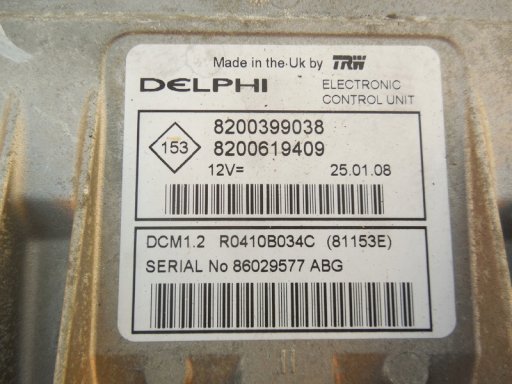 Made in the Uk by TRW
DELPHI
ELECTRONIC
CONTROL UNIT
153
8200399038
8200619409
12V= 25.01.08
DCM1.2 R0410B034C (81153E)
SERIAL No 86029577 ABG